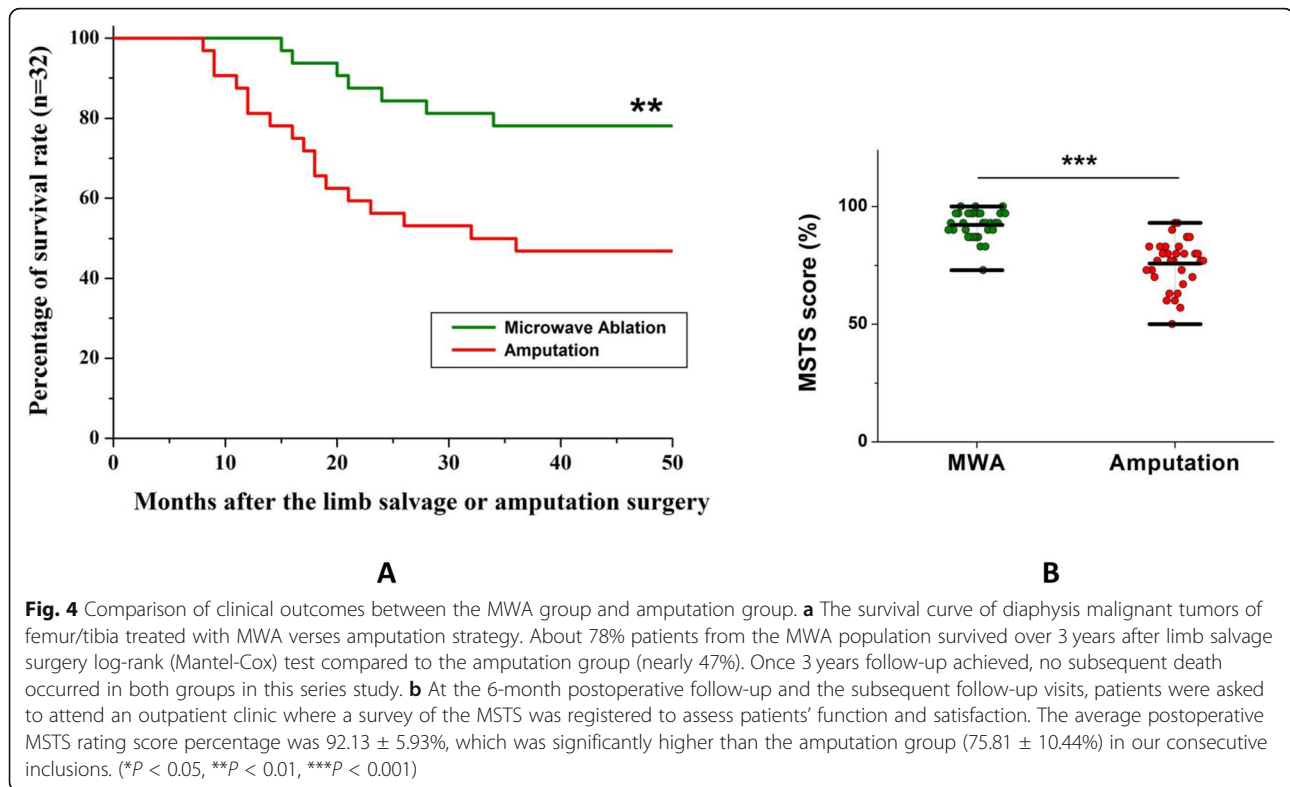 100
80
60
40
20
0
Percentage of survival rate (n=32)
**
Microwave Ablation
Amputation
0 10 20 30 40 50
Months after the limb salvage or amputation surgery
A
***
100
50
0
MSTS score (%)
MWA Amputation
B
Fig. 4 Comparison of clinical outcomes between the MWA group and amputation group. a The survival curve of diaphysis malignant tumors of
femur/tibia treated with MWA verses amputation strategy. About 78% patients from the MWA population survived over 3 years after limb salvage
surgery log-rank (Mantel-Cox) test compared to the amputation group (nearly 47%). Once 3 years follow-up achieved, no subsequent death
occurred in both groups in this series study. b At the 6-month postoperative follow-up and the subsequent follow-up visits, patients were asked
to attend an outpatient clinic where a survey of the MSTS was registered to assess patients' function and satisfaction. The average postoperative
MSTS rating score percentage was 92.13 ± 5.93%, which was significantly higher than the amputation group (75.81 ± 10.44%) in our consecutive
inclusions. (*P < 0.05, **P < 0.01, ***P < 0.001)